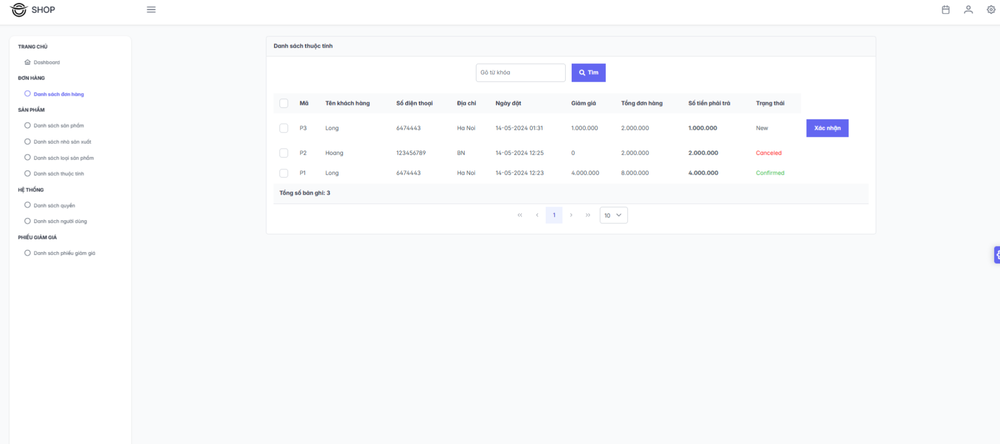 SHOP
TRANG CHỦ
Dashboard
ĐƠN HÀNG
Danh sách đơn hàng
SẢN PHẨM
Danh sách sản phẩm
Danh sách nhà sản xuất
Danh sách loại sản phẩm
Danh sách thuộc tính
HỆ THỐNG
Danh sách quyền
Danh sách người dùng
PHIẾU GIẢM GIÁ
Danh sách phiếu giảm giá
Danh sách thuộc tính
Gõ từ khóa Tìm
Mã Tên khách hàng Số điện thoại Địa chỉ Ngày đặt Giảm giá Tổng đơn hàng Số tiền phải trả Trạng thái
P3 Long 6474443 Ha Noi 14-05-2024 01:31 1.000.000 2.000.000 1.000.000 New Xác nhận
P2 Hoang 123456789 BN 14-05-2024 12:25 0 2.000.000 2.000.000 Canceled
P1 Long 6474443 Ha Noi 14-05-2024 12:23 4.000.000 8.000.000 4.000.000 Confirmed
Tổng số bản ghi: 3
« ‹ 1 › » 10